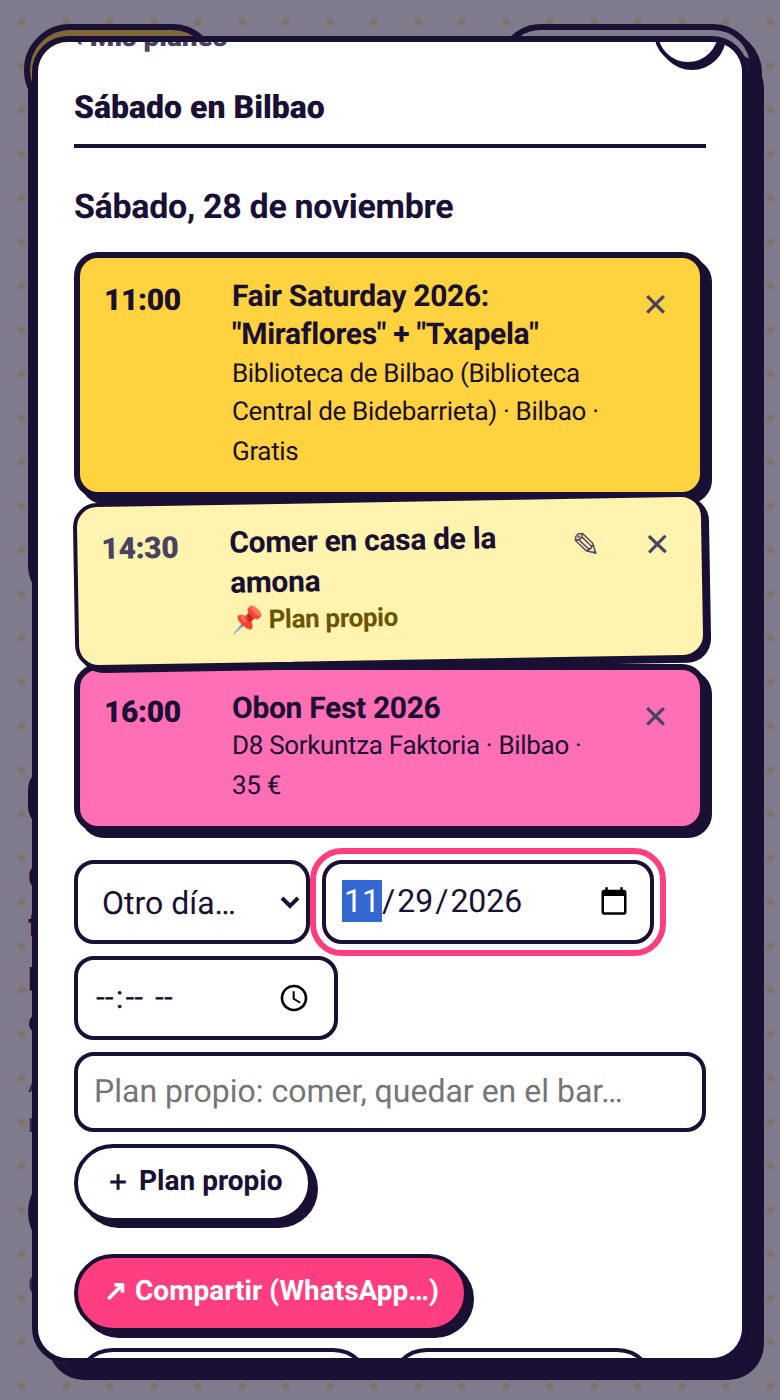 ‹ Mis planes
Sábado en Bilbao
Sábado, 28 de noviembre
11:00
Fair Saturday 2026:
"Miraflores" + "Txapela"
✕
Biblioteca de Bilbao (Biblioteca
Central de Bidebarrieta) · Bilbao ·
Gratis
14:30
Comer en casa de la
amona
✎ ✕
📌 Plan propio
16:00
Obon Fest 2026
✕
D8 Sorkuntza Faktoria · Bilbao ·
35 €
Otro día...
11/29/2026
--:-- --
Plan propio: comer, quedar en el bar...
+ Plan propio
↗ Compartir (WhatsApp...)